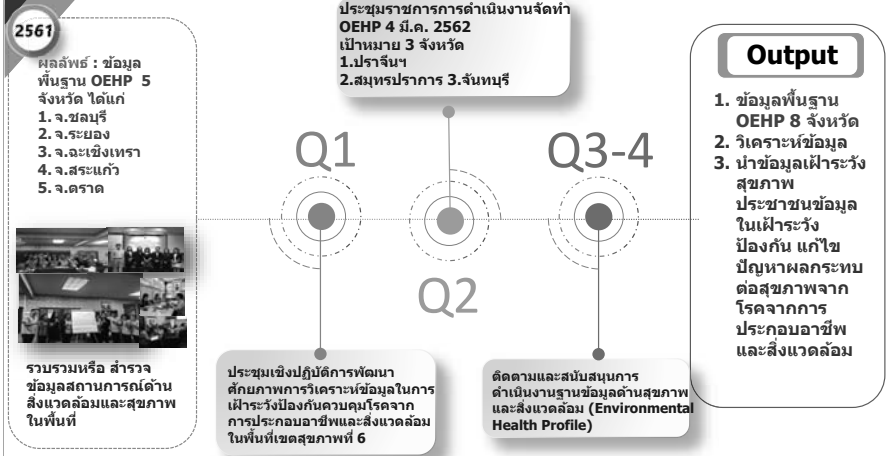 2561
ผลลัพธ์ : ข้อมูล
พื้นฐาน OEHP 5
จังหวัด ได้แก่
1. จ.ชลบุรี
2. จ.ระยอง
3. จ.ฉะเชิงเทรา
4. จ.สระแก้ว
5. จ.ตราด
รวบรวมหรือ สำรวจ
ข้อมูลสถานการณ์ด้าน
สิ่งแวดล้อมและสุขภาพ
ในพื้นที่
Q1
ประชุมเชิงปฏิบัติการพัฒนา
ศักยภาพการวิเคราะห์ข้อมูลในการ
เฝ้าระวังป้องกันควบคุมโรคจาก
การประกอบอาชีพและสิ่งแวดล้อม
ในพื้นที่เขตสุขภาพที่ 6
ประชุมราชการการดำเนินงานจัดทำ
OEHP 4 มี.ค. 2562
เป้าหมาย 3 จังหวัด
1.ปราจีนฯ
2.สมุทรปราการ 3.จันทบุรี
Q2
Q3-4
ติดตามและสนับสนุนการ
ดำเนินงานฐานข้อมูลด้านสุขภาพ
และสิ่งแวดล้อม (Environmental
Health Profile)
Output
1. ข้อมูลพื้นฐาน
OEHP 8 จังหวัด
2. วิเคราะห์ข้อมูล
3. นำข้อมูลเฝ้าระวัง
สุขภาพ
ประชาชนข้อมูล
ในเฝ้าระวัง
ป้องกัน แก้ไข
ปัญหาผลกระทบ
ต่อสุขภาพจาก
โรคจากการ
ประกอบอาชีพ
และสิ่งแวดล้อม